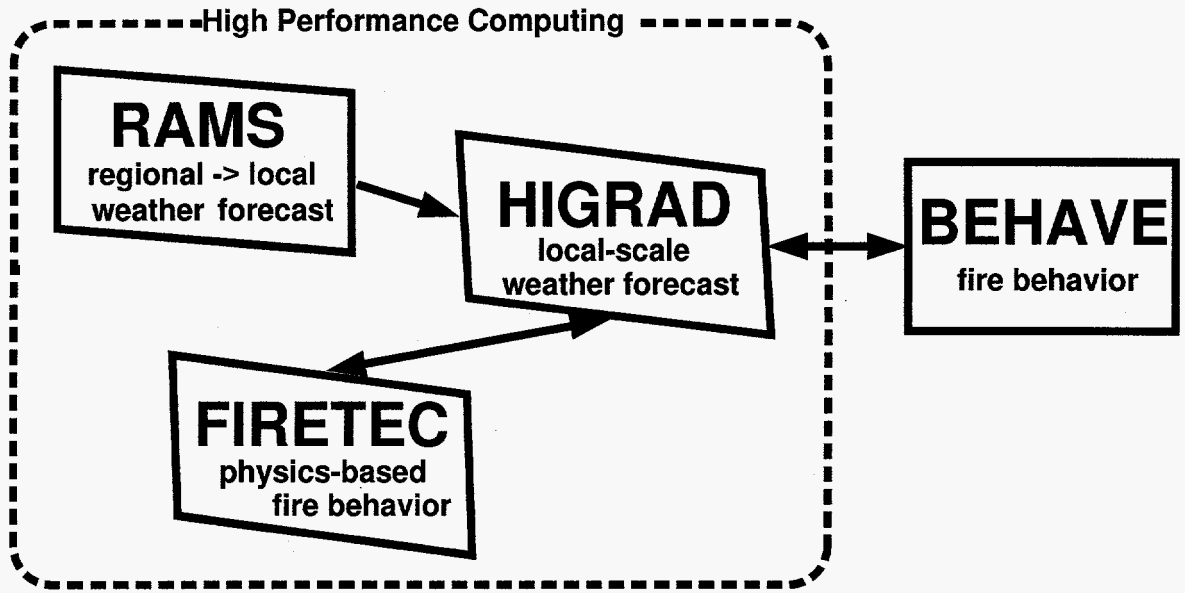 High Performance Computing
RAMS
regional -> local
weather forecast
HIGRAD
local-scale
weather forecast
BEHAVE
fire behavior
FIRETEC
physics-based
fire behavior